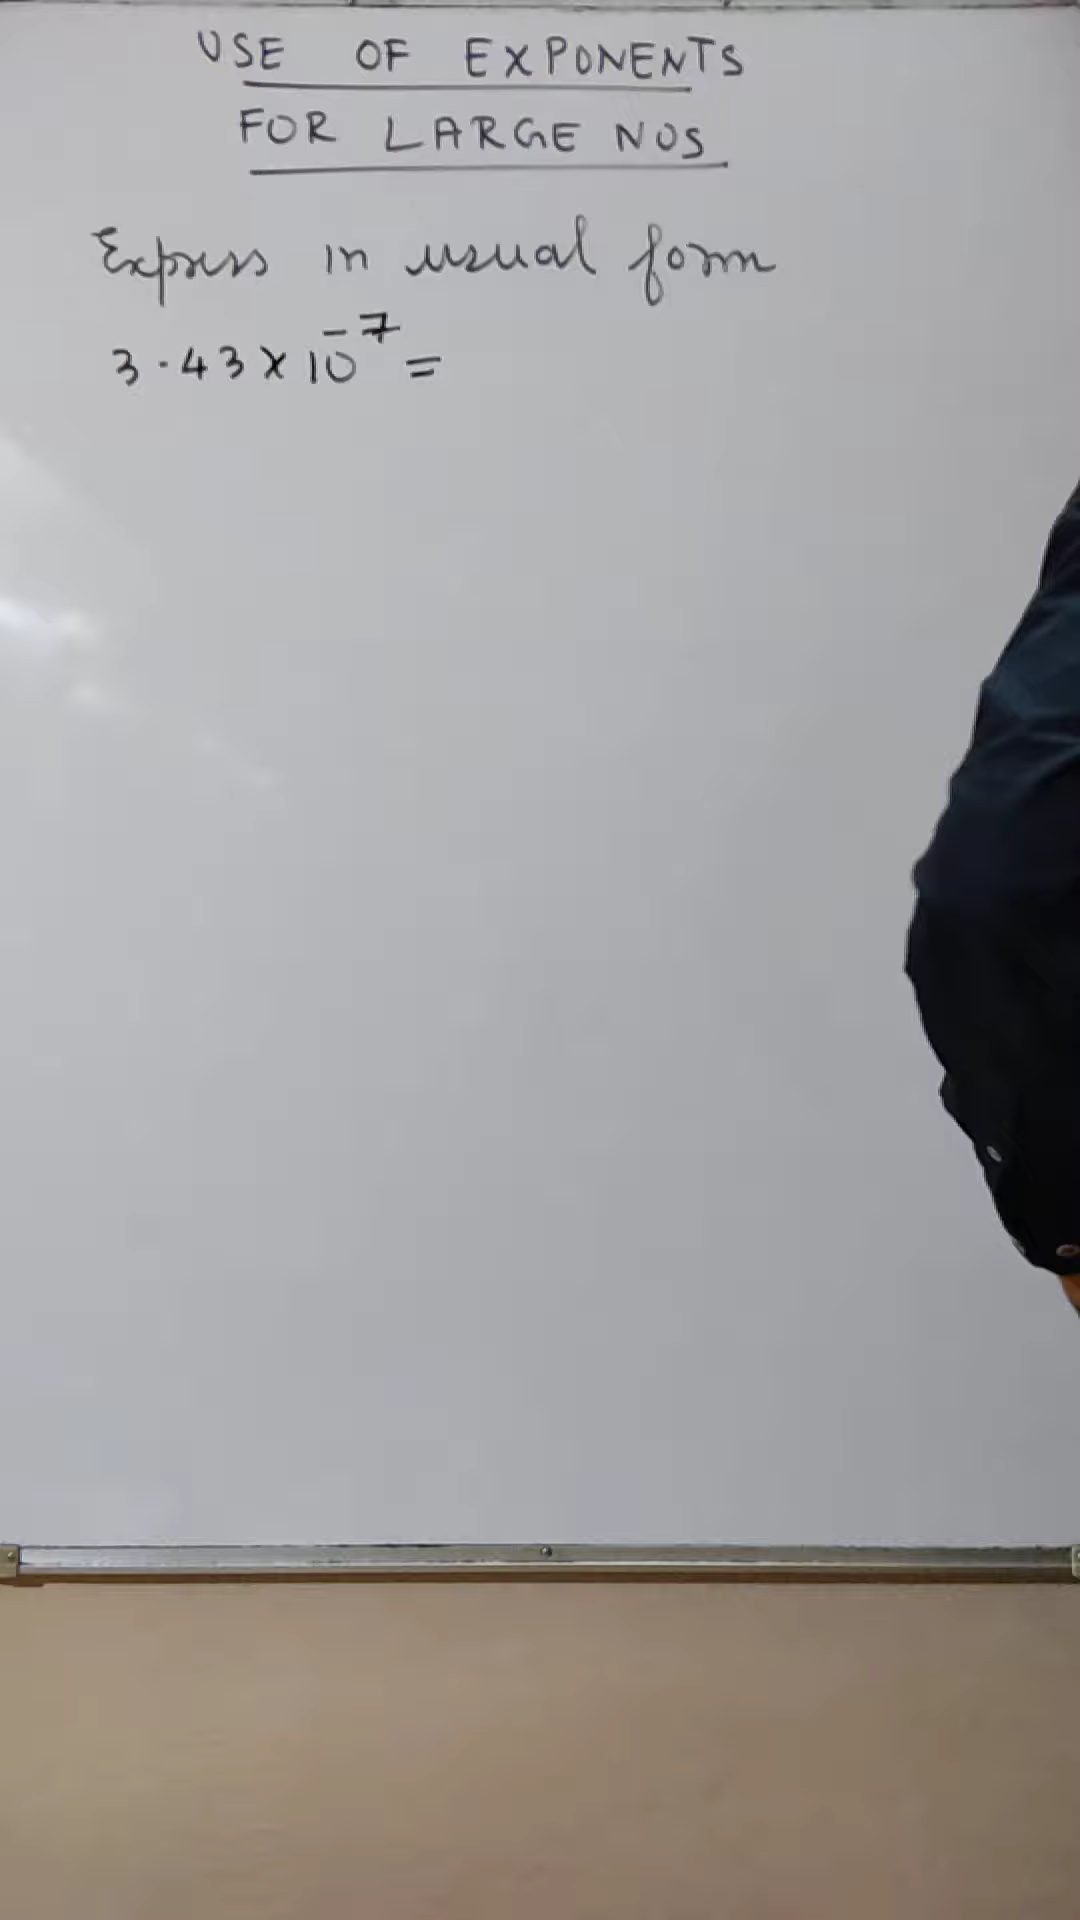 USE OF EXPONENTS
FOR LARGE NOS
Express in usual form
3.43 × 10⁻⁷ =